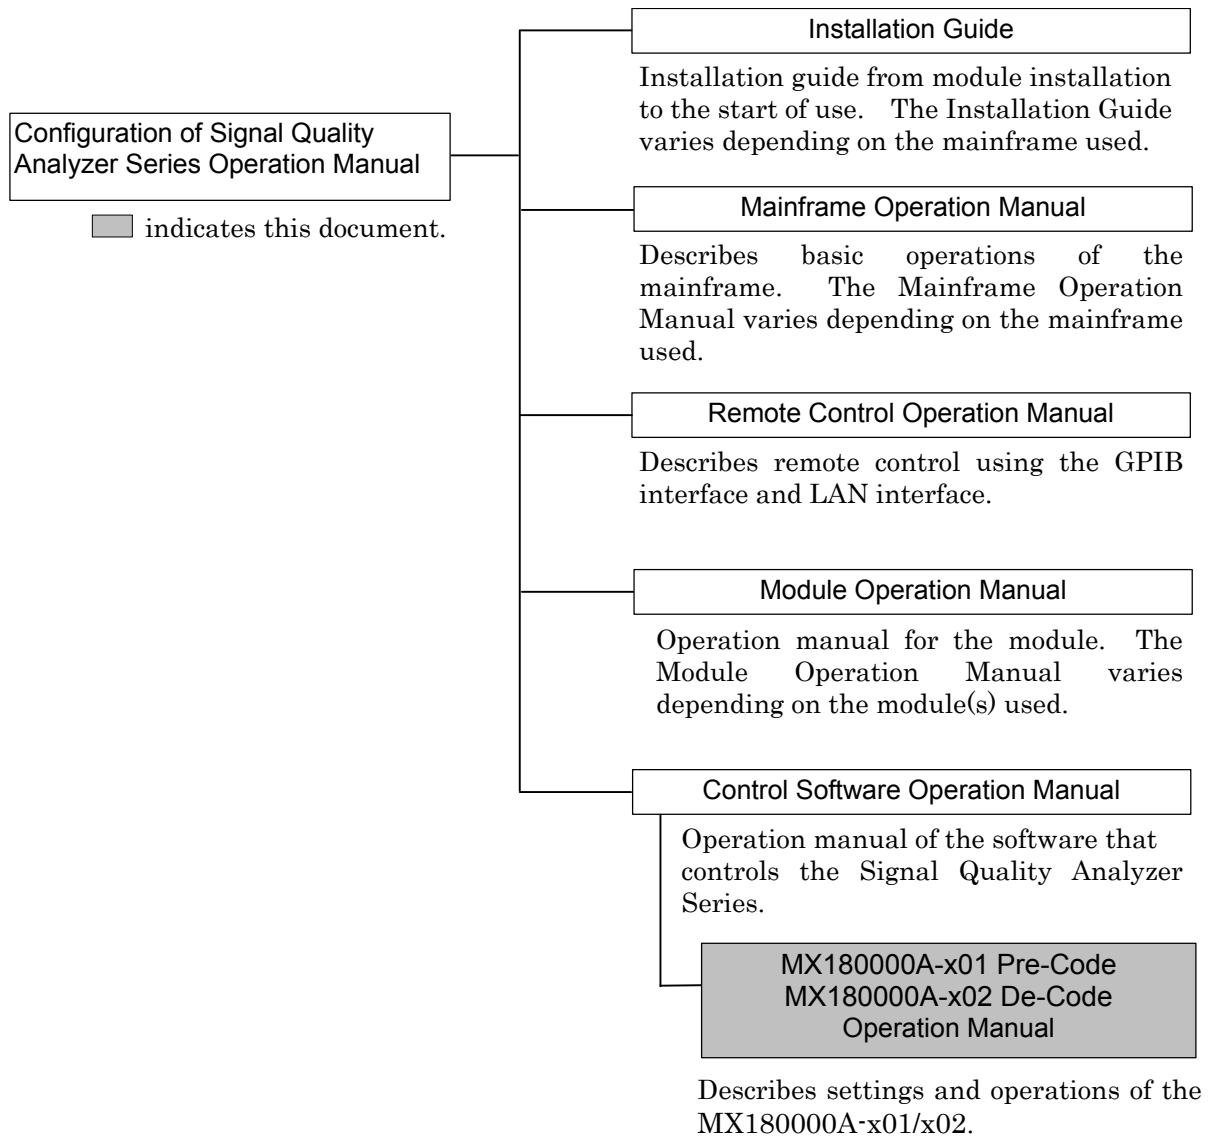 Installation Guide
Installation guide from module installation
to the start of use. The Installation Guide
varies depending on the mainframe used.
Configuration of Signal Quality
Analyzer Series Operation Manual
indicates this document.
Mainframe Operation Manual
Describes basic operations of the
mainframe. The Mainframe Operation
Manual varies depending on the mainframe
used.
Remote Control Operation Manual
Describes remote control using the GPIB
interface and LAN interface.
Module Operation Manual
Operation manual for the module. The
Module Operation Manual varies
depending on the module(s) used.
Control Software Operation Manual
Operation manual of the software that
controls the Signal Quality Analyzer
Series.
MX180000A-x01 Pre-Code
MX180000A-x02 De-Code
Operation Manual
Describes settings and operations of the
MX180000A-x01/x02.